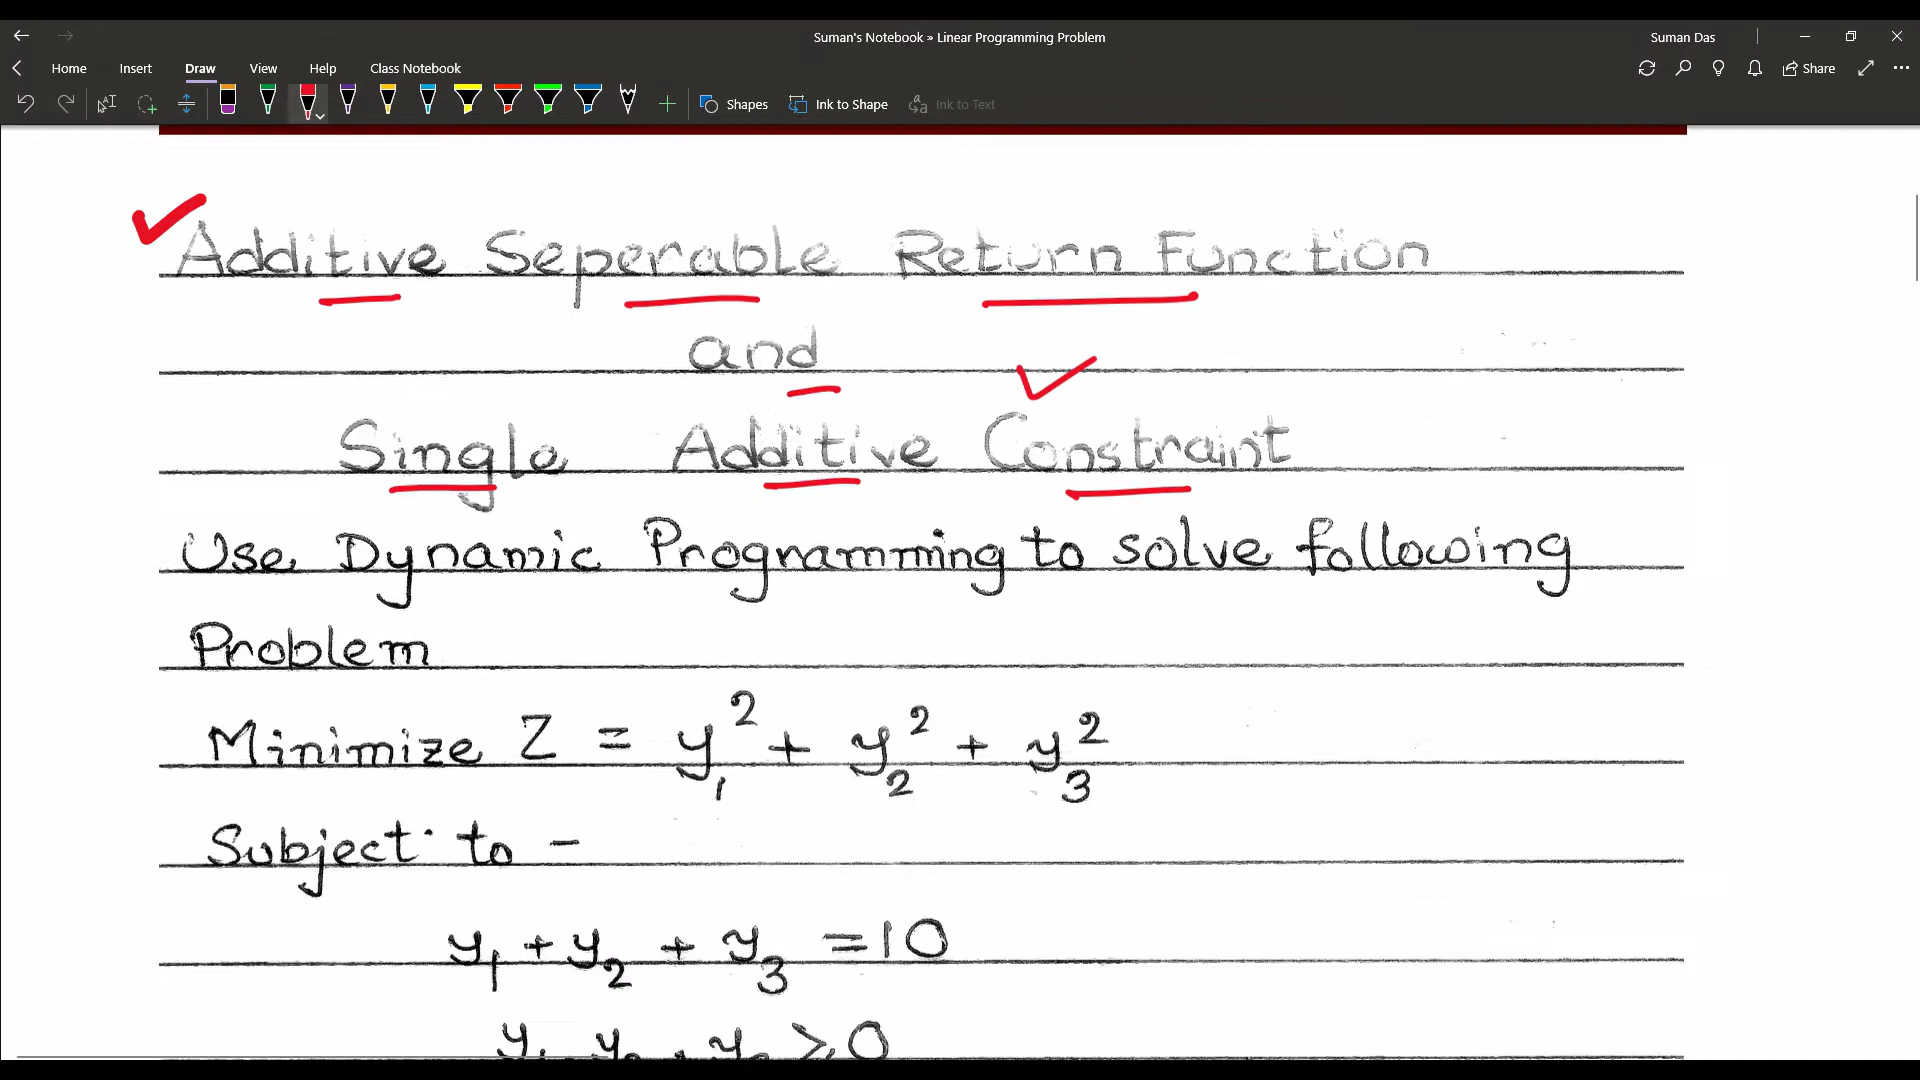 Suman's Notebook » Linear Programming Problem
Suman Das
Home Insert Draw View Help Class Notebook
Share
Shapes Ink to Shape Ink to Text
Additive Seperable Return Function
and
Single Additive Constraint
Use Dynamic Programming to solve following
Problem
Minimize Z = y₁² + y₂² + y₃²
Subject to -
y₁ + y₂ + y₃ = 10
≥ 0